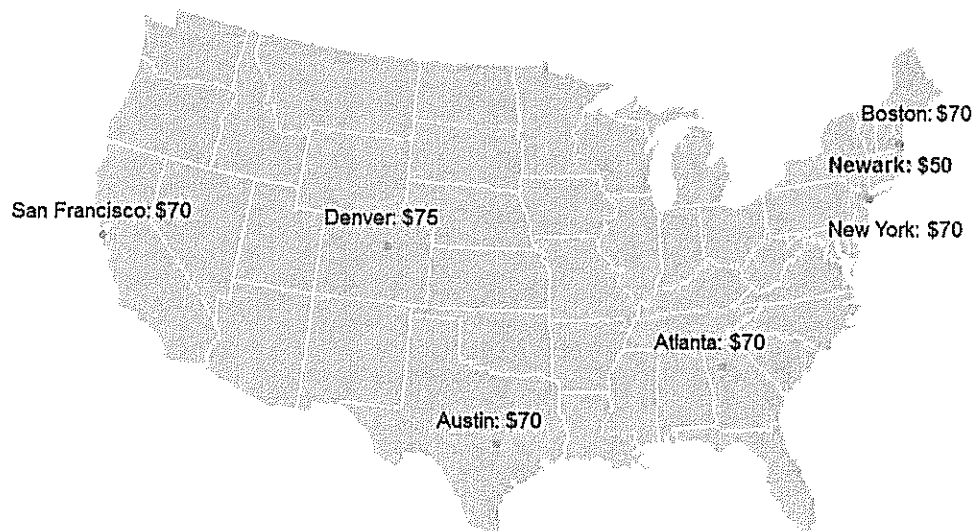 Boston: $70
Newark: $50
San Francisco: $70
Denver: $75
New York: $70
Atlanta: $70
Austin: $70